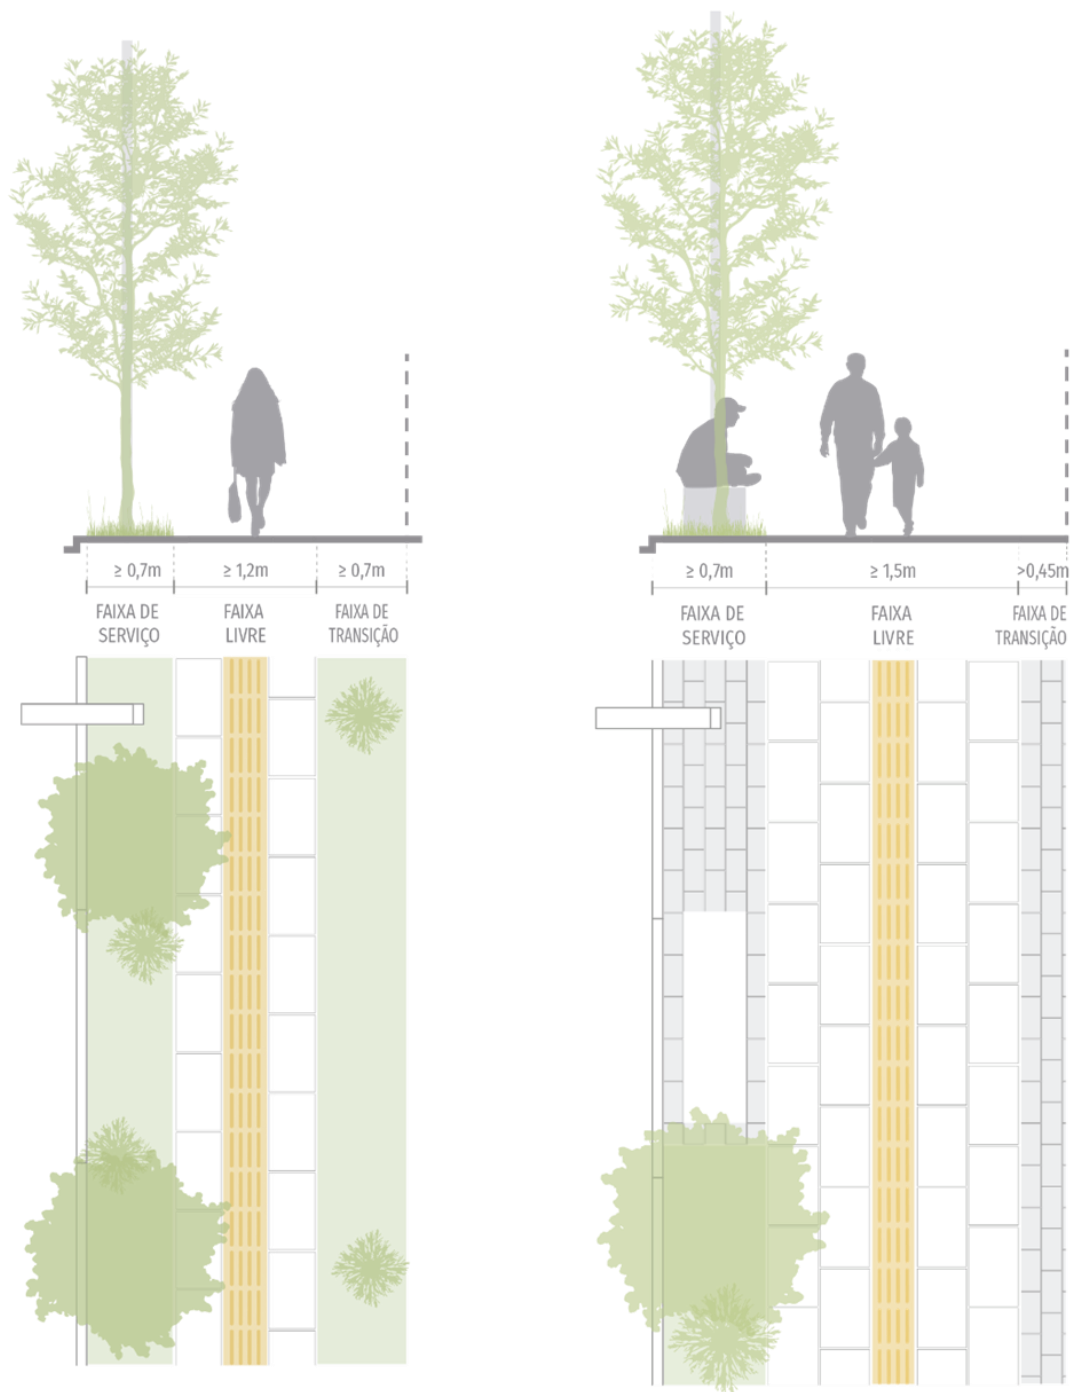 ≥ 0,7m ≥ 1,2m ≥ 0,7m
FAIXA DE FAIXA FAIXA DE
SERVIÇO LIVRE TRANSIÇÃO
≥ 0,7m ≥ 1,5m >0,45m
FAIXA DE FAIXA FAIXA DE
SERVIÇO LIVRE TRANSIÇÃO